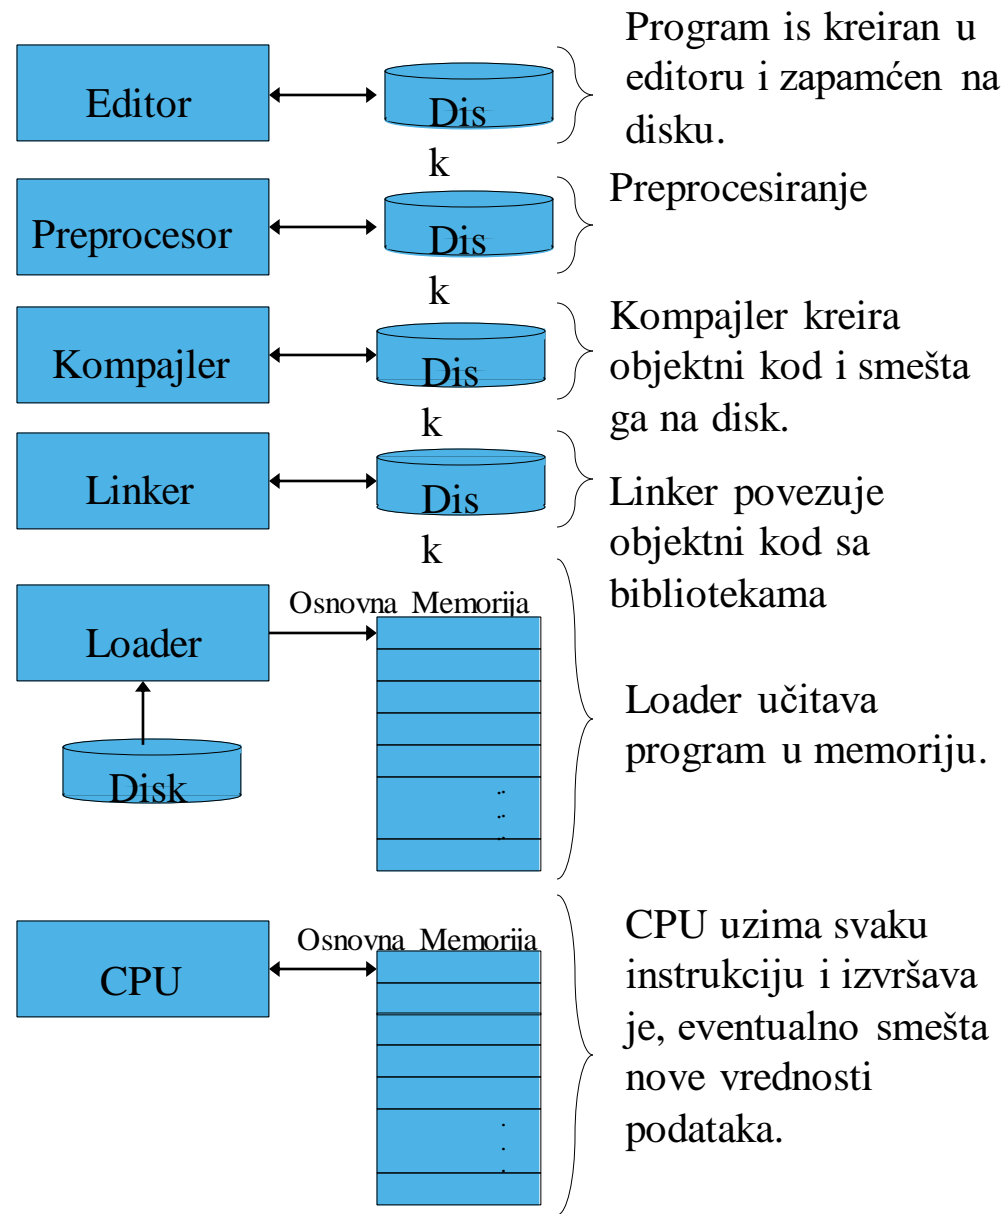 Editor
Dis
k
Program is kreiran u
editoru i zapamćen na
disku.
Preprocesor
Dis
k
Preprocesiranje
Kompajler
Dis
k
Kompajler kreira
objektni kod i smešta
ga na disk.
Linker
Dis
k
Linker povezuje
objektni kod sa
bibliotekama
Loader
Disk
Osnovna Memorija
Loader učitava
program u memoriju.
CPU
Osnovna Memorija
CPU uzima svaku
instrukciju i izvršava
je, eventualno smešta
nove vrednosti
podataka.